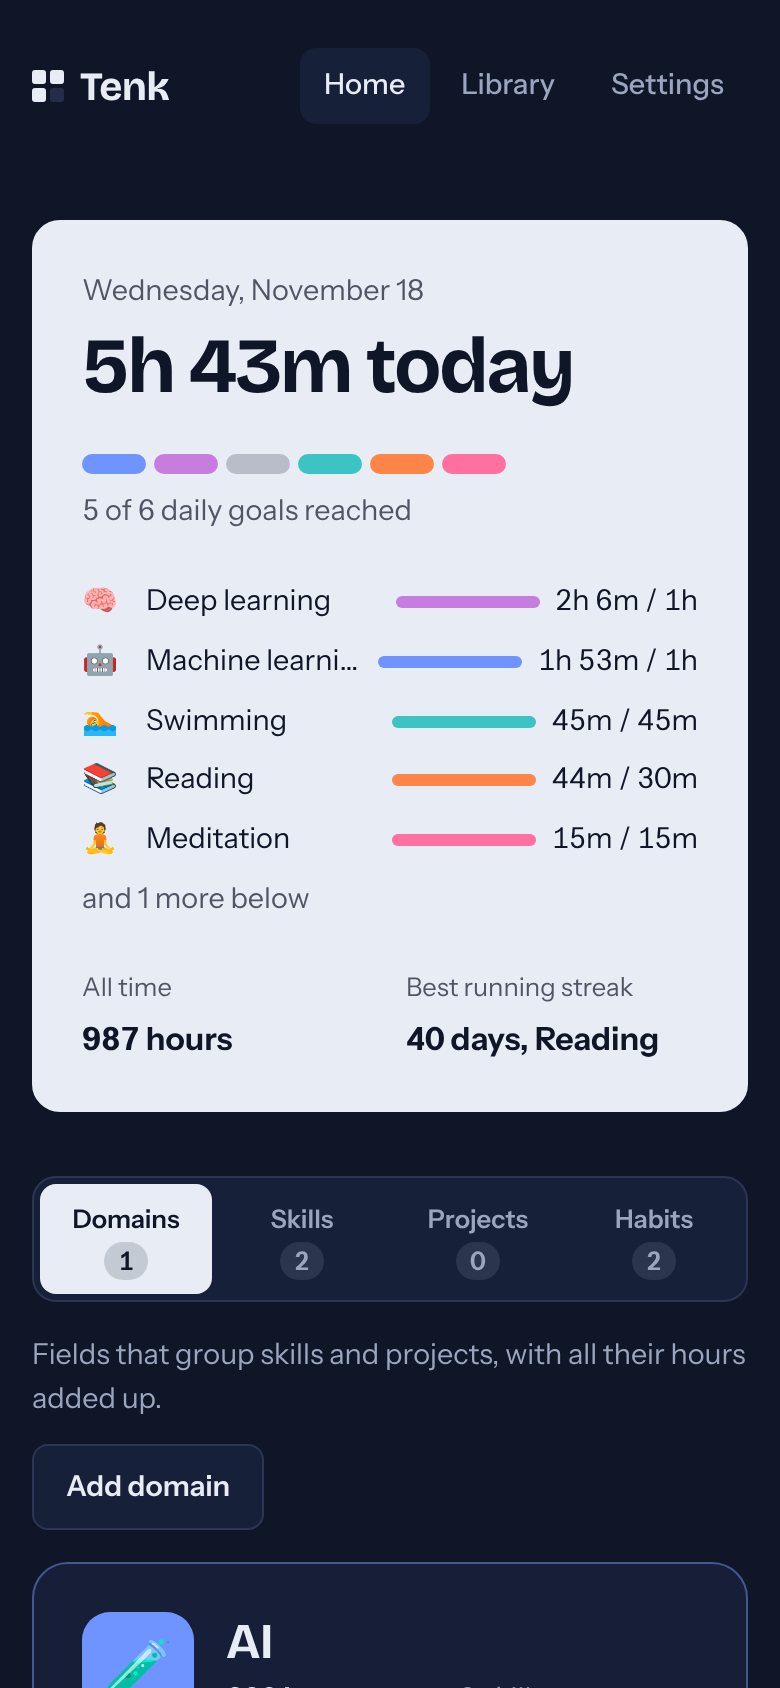 Tenk
Home
Library
Settings
Wednesday, November 18
5h 43m today
5 of 6 daily goals reached
Deep learning 2h 6m / 1h
Machine learni... 1h 53m / 1h
Swimming 45m / 45m
Reading 44m / 30m
Meditation 15m / 15m
and 1 more below
All time
987 hours
Best running streak
40 days, Reading
Domains
1
Skills
2
Projects
0
Habits
2
Fields that group skills and projects, with all their hours
added up.
Add domain
AI